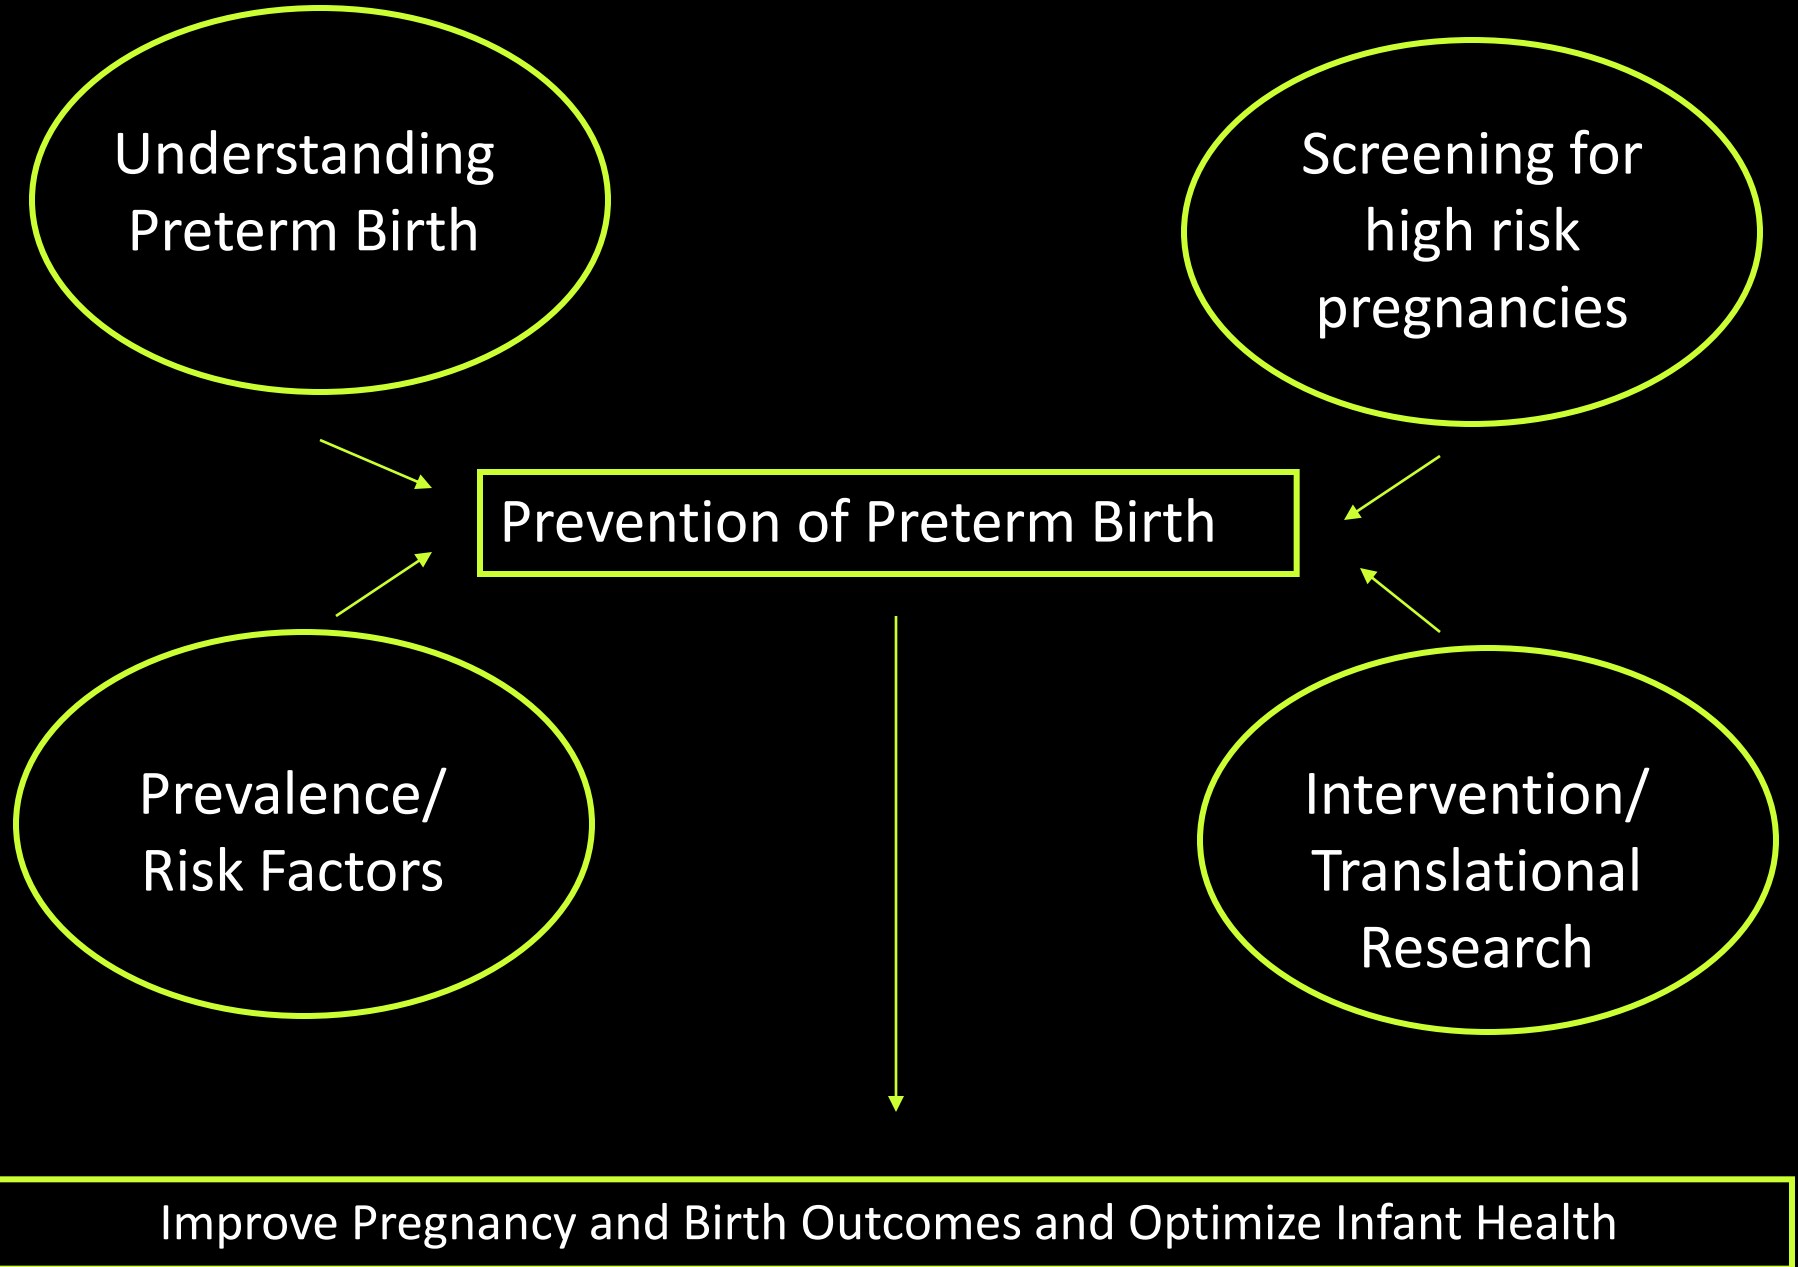 Understanding
Preterm Birth
Screening for
high risk
pregnancies
Prevention of Preterm Birth
Prevalence/
Risk Factors
Intervention/
Translational
Research
Improve Pregnancy and Birth Outcomes and Optimize Infant Health